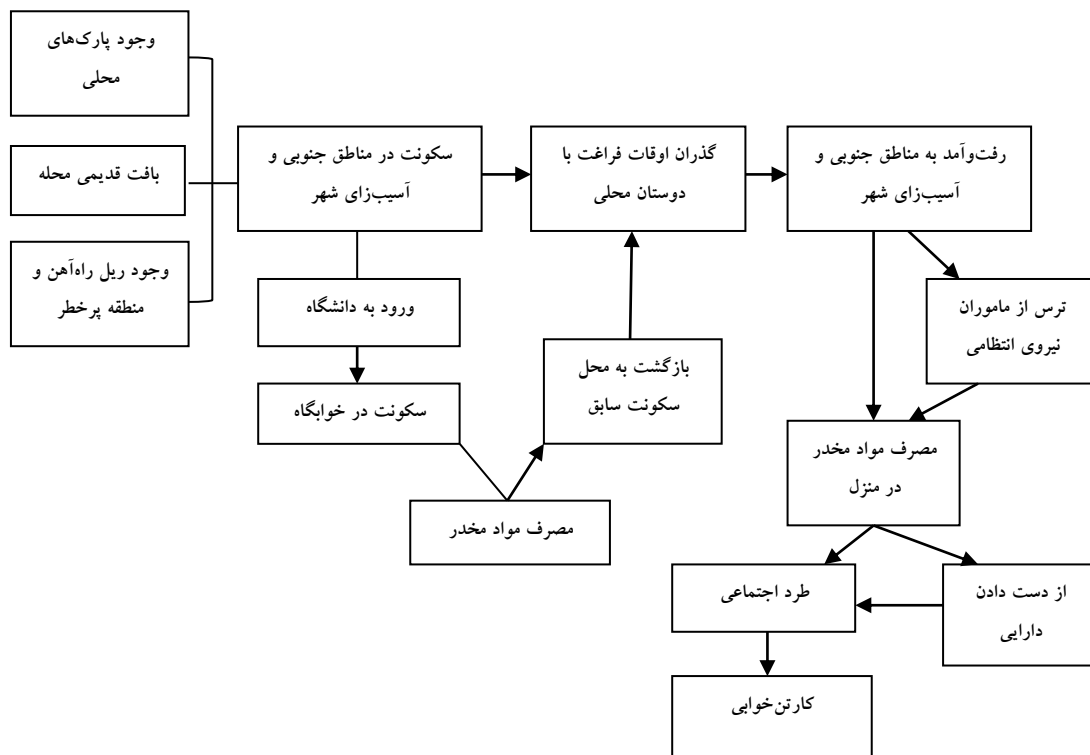 وجود پارک‌های
محلی
بافت قدیمی محله
وجود ریل راه‌آهن و
منطقه پرخطر
سکونت در مناطق جنوبی و
آسیب‌زای شهر
ورود به دانشگاه
سکونت در خوابگاه
مصرف مواد مخدر
بازگشت به محل
سکونت سابق
گذران اوقات فراغت با
دوستان محلی
رفت‌وآمد به مناطق جنوبی و
آسیب‌زای شهر
ترس از ماموران
نیروی انتظامی
مصرف مواد مخدر
در منزل
از دست دادن
دارایی
طرد اجتماعی
کارتن‌خوابی